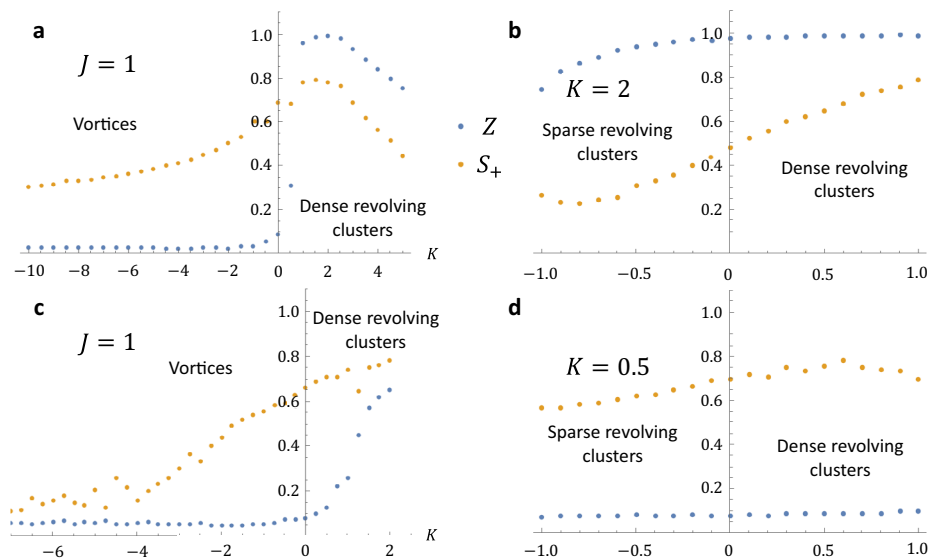 a
J = 1
Vortices
Dense revolving
clusters
1.0
0.8
0.6
0.4
0.2
−10
−8
−6
−4
−2
0
2
4
K
Z
S+
b
K = 2
Sparse revolving
clusters
Dense revolving
clusters
1.0
0.8
0.6
0.4
0.2
−1.0
−0.5
0
0.5
1.0
c
J = 1
Vortices
Dense revolving
clusters
1.0
0.8
0.6
0.4
0.2
−6
−4
−2
0
2
K
d
K = 0.5
Sparse revolving
clusters
Dense revolving
clusters
1.0
0.8
0.6
0.4
0.2
−1.0
−0.5
0
0.5
1.0